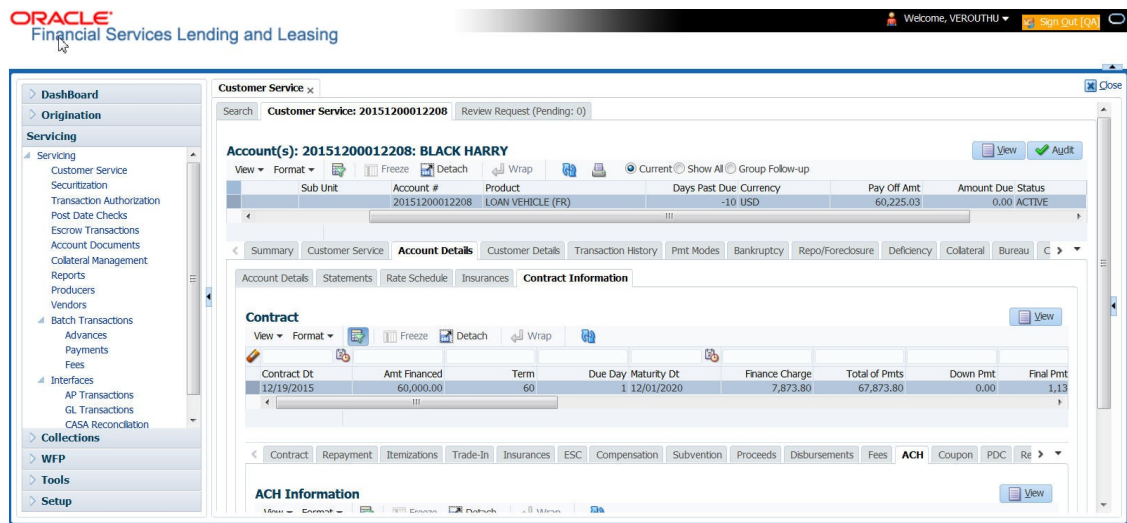 ORACLE
Financial Services Lending and Leasing
Welcome, VEROUTHU
Sign Out [QA]
DashBoard
Origination
Servicing
Servicing
Customer Service
Securitization
Transaction Authorization
Post Date Checks
Escrow Transactions
Account Documents
Collateral Management
Reports
Producers
Vendors
Batch Transactions
Advances
Payments
Fees
Interfaces
AP Transactions
GL Transactions
CASA Reconciliation
Collections
WFP
Tools
Setup
Customer Service x
Close
Search Customer Service: 20151200012208 Review Request (Pending: 0)
Account(s): 20151200012208: BLACK HARRY
View Audit
View Format Freeze Detach Wrap Current Show All Group Follow-up
Sub Unit Account # Product Days Past Due Currency Pay Off Amt Amount Due Status
20151200012208 LOAN VEHICLE (FR) -10 USD 60,225.03 0.00 ACTIVE
Summary Customer Service Account Details Customer Details Transaction History Pmt Modes Bankruptcy Repo/Foreclosure Deficiency Collateral Bureau C
Account Details Statements Rate Schedule Insurances Contract Information
Contract
View
View Format Freeze Detach Wrap
Contract Dt Amt Financed Term Due Day Maturity Dt Finance Charge Total of Pmts Down Pmt Final Pmt
12/19/2015 60,000.00 60 1 12/01/2020 7,873.80 67,873.80 0.00 1,13
Contract Repayment Itemizations Trade-In Insurances ESC Compensation Subvention Proceeds Disbursements Fees ACH Coupon PDC Re
ACH Information
View
View Format Freeze Detach Wrap